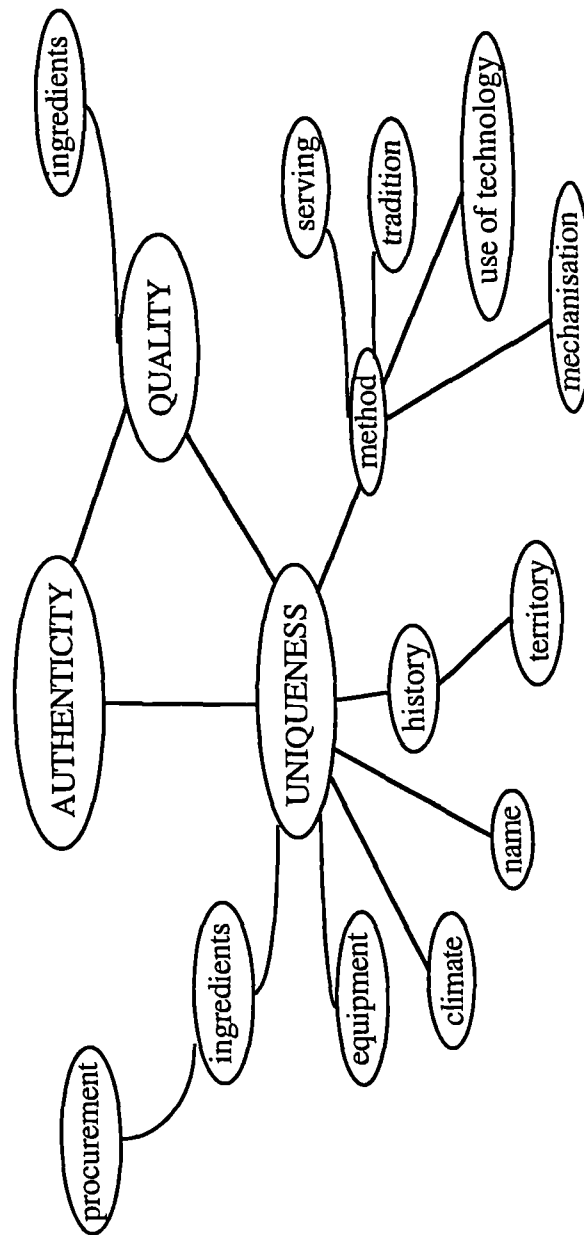 AUTHENTICITY
QUALITY
ingredients
procurement
ingredients
UNIQUENESS
equipment
climate
name
history
territory
method
serving
tradition
use of technology
mechanisation